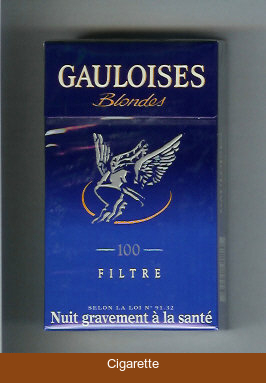 GAULOISES
Blondes
100
FILTRE
SELON LA LOI N° 91.32
Nuit gravement à la santé
Cigarette